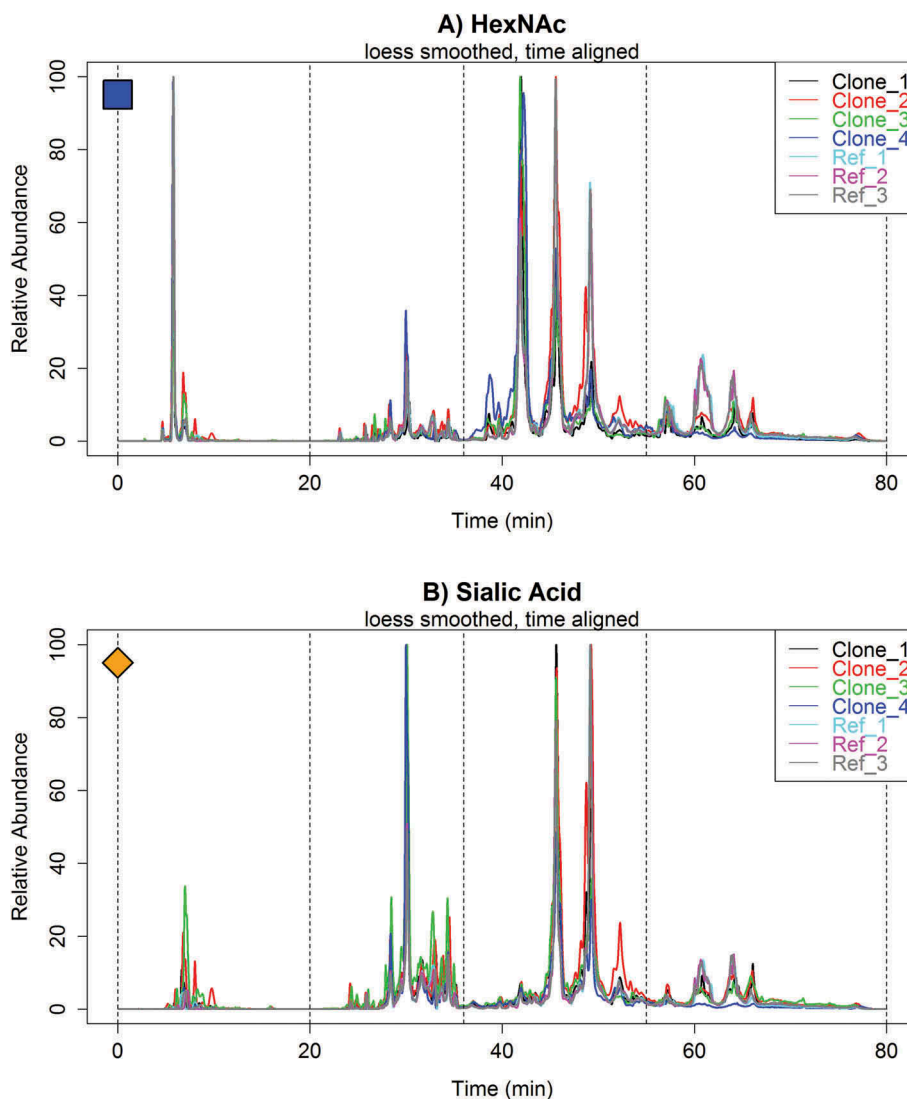 A) HexNAc
loess smoothed, time aligned
Relative Abundance
100
80
60
40
20
0
Clone_1
Clone_2
Clone_3
Clone_4
Ref_1
Ref_2
Ref_3
0 20 40 60 80
Time (min)
B) Sialic Acid
loess smoothed, time aligned
Relative Abundance
100
80
60
40
20
0
Clone_1
Clone_2
Clone_3
Clone_4
Ref_1
Ref_2
Ref_3
0 20 40 60 80
Time (min)